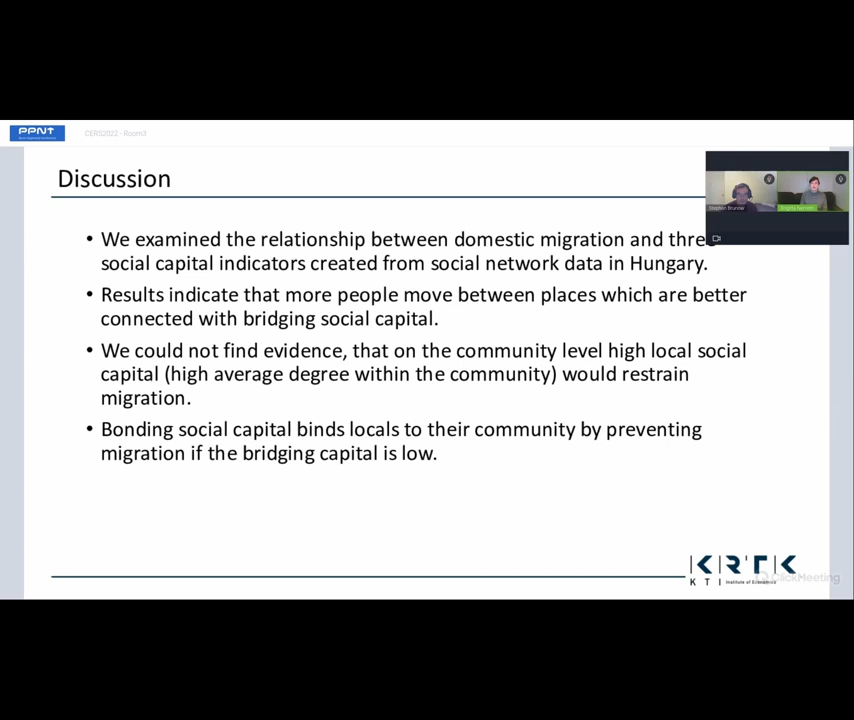 PPNT
CERS2022 - Room3
Discussion
• We examined the relationship between domestic migration and three
social capital indicators created from social network data in Hungary.
• Results indicate that more people move between places which are better
connected with bridging social capital.
• We could not find evidence, that on the community level high local social
capital (high average degree within the community) would restrain
migration.
• Bonding social capital binds locals to their community by preventing
migration if the bridging capital is low.
KRTK
KTI Institute of Economics
ClickMeeting